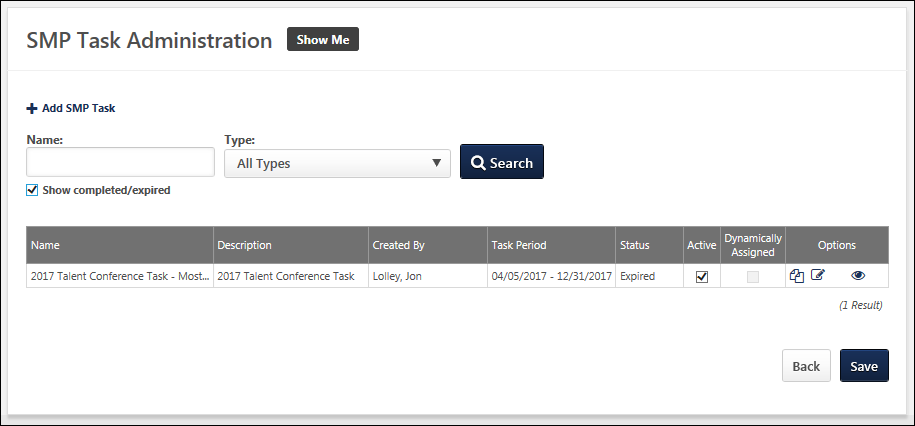 SMP Task Administration Show Me
Add SMP Task
Name: Type:
All Types Search
Show completed/expired
Name Description Created By Task Period Status Active Dynamically Assigned Options
2017 Talent Conference Task - Most... 2017 Talent Conference Task Lolley, Jon 04/05/2017 - 12/31/2017 Expired
(1 Result)
Back Save